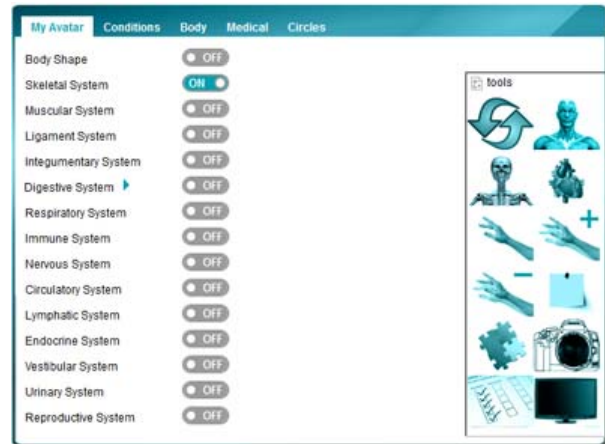 My Avatar Conditions Body Medical Circles
Body Shape OFF
Skeletal System ON
Muscular System OFF
Ligament System OFF
Integumentary System OFF
Digestive System OFF
Respiratory System OFF
Immune System OFF
Nervous System OFF
Circulatory System OFF
Lymphatic System OFF
Endocrine System OFF
Vestibular System OFF
Urinary System OFF
Reproductive System OFF
tools